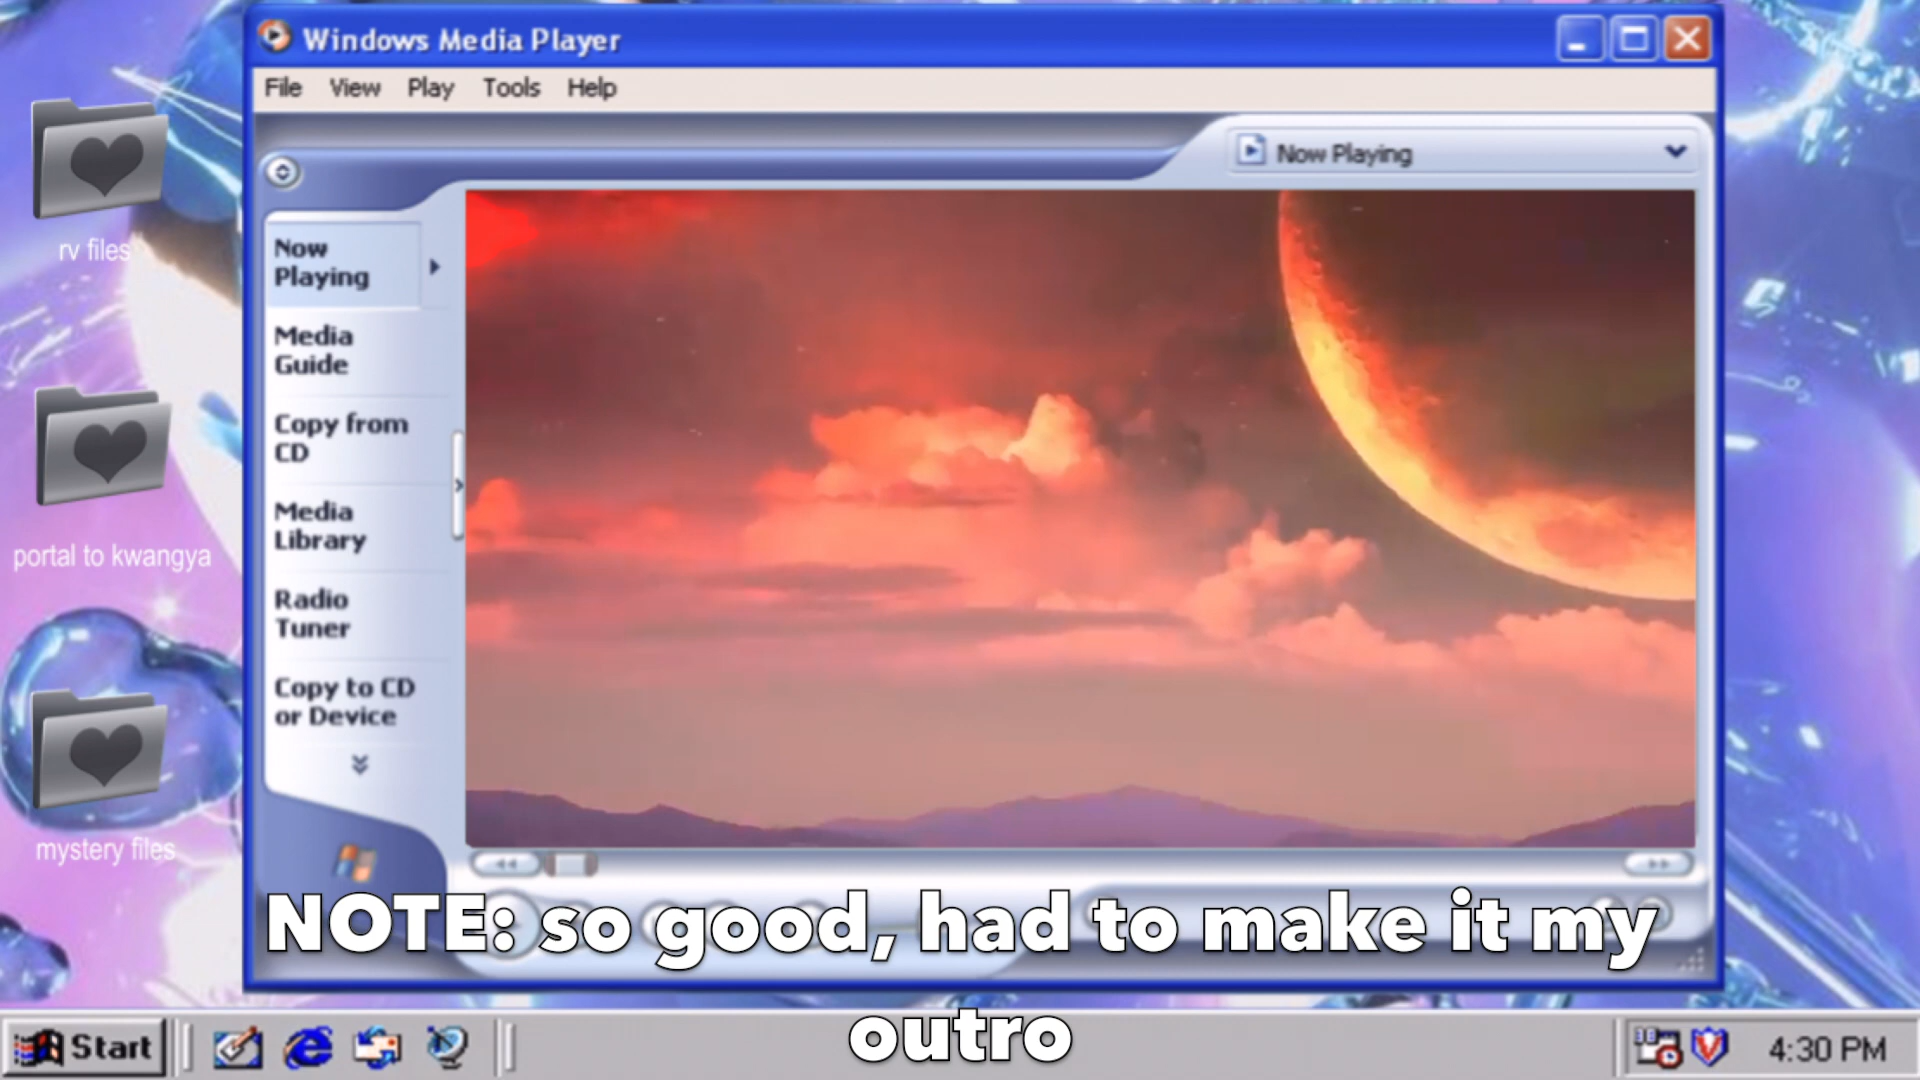 Windows Media Player
File View Play Tools Help
Now Playing
rv files
Now
Playing
Media
Guide
Copy from
CD
Media
Library
portal to kwangya
Radio
Tuner
Copy to CD
or Device
mystery files
NOTE: so good, had to make it my
outro
Start
4:30 PM